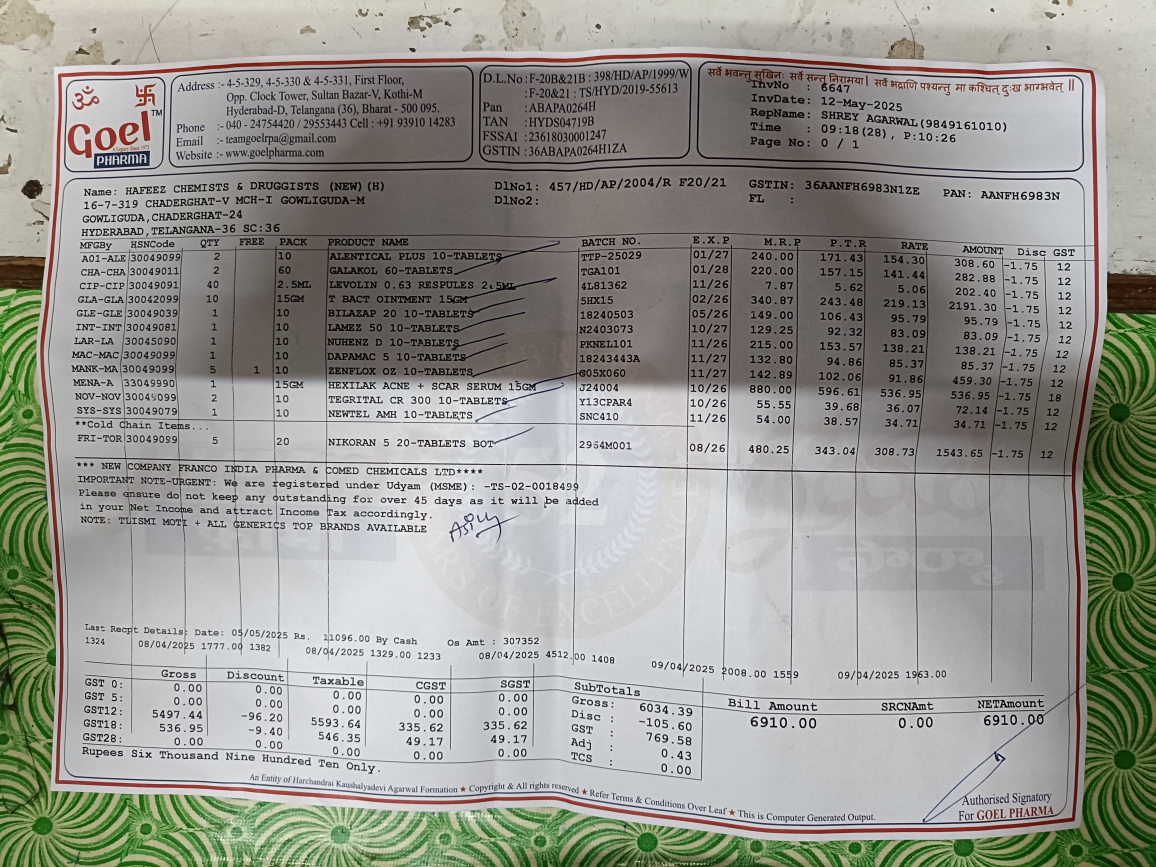 ॐ 卐
Goel™
A Legacy Since 1975
PHARMA
Address :- 4-5-329, 4-5-330 & 4-5-331, First Floor,
Opp. Clock Tower, Sultan Bazar-V, Kothi-M
Hyderabad-D, Telangana (36), Bharat - 500 095.
Phone :- 040 - 24754420 / 29553443 Cell : +91 93910 14283
Email :- teamgoelrpa@gmail.com
Website :- www.goelpharma.com
D.L.No : F-20B&21B : 398/HD/AP/1999/W
: F-20&21 : TS/HYD/2019-55613
Pan : ABAPA0264H
TAN : HYDS04719B
FSSAI : 23618030001247
GSTIN : 36ABAPA0264H1ZA
सर्वे भवन्तु सुखिनः सर्वे सन्तु निरामया। सर्वे भद्राणि पश्यन्तु मा कश्चित् दुःख भाग्भवेत् ॥
InvNo : 6647
InvDate: 12-May-2025
RepName: SHREY AGARWAL(9849161010)
Time : 09:18(28), P:10:26
Page No: 0 / 1
Name: HAFEEZ CHEMISTS & DRUGGISTS (NEW)(H) DlNo1: 457/HD/AP/2004/R F20/21 GSTIN: 36AANFH6983N1ZE PAN: AANFH6983N
16-7-319 CHADERGHAT-V MCH-I GOWLIGUDA-M DlNo2: FL :
GOWLIGUDA,CHADERGHAT-24
HYDERABAD,TELANGANA-36 SC:36
MFGBy HSNCode QTY FREE PACK PRODUCT NAME BATCH NO. E.X.P M.R.P P.T.R RATE AMOUNT Disc GST
A01-ALE 30049099 2 10 ALENTICAL PLUS 10-TABLETS TTP-25029 01/27 240.00 171.43 154.30 308.60 -1.75 12
CHA-CHA 30049011 2 60 GALAKOL 60-TABLETS TGA101 01/28 220.00 157.15 141.44 282.88 -1.75 12
CIP-CIP 30049091 40 2.5ML LEVOLIN 0.63 RESPULES 2.5ML 4L81362 11/26 7.87 5.62 5.06 202.40 -1.75 12
GLA-GLA 30042099 10 15GM T BACT OINTMENT 15GM 5HX15 02/26 340.87 243.48 219.13 2191.30 -1.75 12
GLE-GLE 30049039 1 10 BILAZAP 20 10-TABLETS 18240503 05/26 149.00 106.43 95.79 95.79 -1.75 12
INT-INT 30049081 1 10 LAMEZ 50 10-TABLETS N2403073 10/27 129.25 92.32 83.09 83.09 -1.75 12
LAR-LA 30045090 1 10 NUHENZ D 10-TABLETS PKNEL101 11/26 215.00 153.57 138.21 138.21 -1.75 12
MAC-MAC 30049099 1 10 DAPAMAC 5 10-TABLETS 18243443A 11/27 132.80 94.86 85.37 85.37 -1.75 12
MANK-MA 30049099 5 1 10 ZENFLOX OZ 10-TABLETS G05X060 11/27 142.89 102.06 91.86 459.30 -1.75 12
MENA-A 33049990 1 15GM HEXILAK ACNE + SCAR SERUM 15GM J24004 10/26 880.00 596.61 536.95 536.95 -1.75 18
NOV-NOV 30049099 2 10 TEGRITAL CR 300 10-TABLETS Y13CPAR4 10/26 55.55 39.68 36.07 72.14 -1.75 12
SYS-SYS 30049079 1 10 NEWTEL AMH 10-TABLETS SNC410 11/26 54.00 38.57 34.71 34.71 -1.75 12
**Cold Chain Items...
FRI-TOR 30049099 5 20 NIKORAN 5 20-TABLETS BOT 2964M001 08/26 480.25 343.04 308.73 1543.65 -1.75 12
*** NEW COMPANY FRANCO INDIA PHARMA & COMED CHEMICALS LTD****
IMPORTANT NOTE-URGENT: We are registered under Udyam (MSME): -TS-02-0018499
Please ensure do not keep any outstanding for over 45 days as it will be added
in your Net Income and attract Income Tax accordingly.
NOTE: TLISMI MOTI + ALL GENERICS TOP BRANDS AVAILABLE
Last Recpt Details: Date: 05/05/2025 Rs. 11096.00 By Cash Os Amt : 307352
1324 08/04/2025 1777.00 1382 08/04/2025 1329.00 1233 08/04/2025 4512.00 1408 09/04/2025 2008.00 1559 09/04/2025 1963.00
Gross Discount Taxable CGST SGST
GST 0: 0.00 0.00 0.00 0.00 0.00
GST 5: 0.00 0.00 0.00 0.00 0.00
GST12: 5497.44 -96.20 5593.64 335.62 335.62
GST18: 536.95 -9.40 546.35 49.17 49.17
GST28: 0.00 0.00 0.00 0.00 0.00
SubTotals
Gross: 6034.39
Disc : -105.60
GST : 769.58
Adj : 0.43
TCS : 0.00
Bill Amount SRCNAmt NETAmount
6910.00 0.00 6910.00
Rupees Six Thousand Nine Hundred Ten Only.
An Entity of Harchandrai Kaushalyadevi Agarwal Formation ★ Copyright & All rights reserved ★ Refer Terms & Conditions Over Leaf ★ This is Computer Generated Output.
Authorised Signatory
For GOEL PHARMA